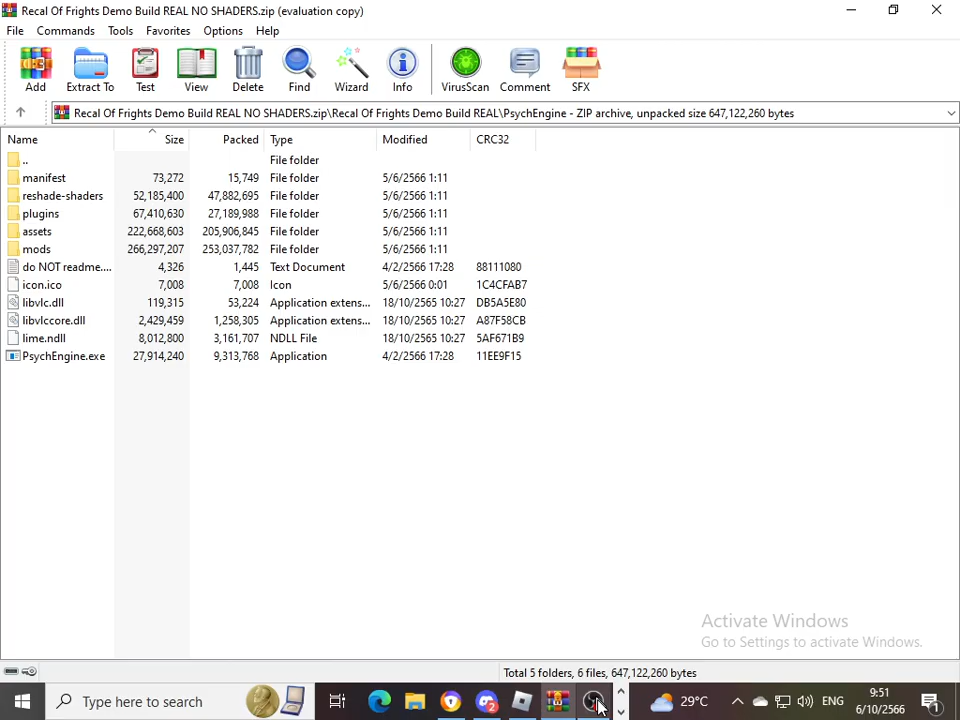 Recal Of Frights Demo Build REAL NO SHADERS.zip (evaluation copy)
File Commands Tools Favorites Options Help
Add Extract To Test View Delete Find Wizard Info VirusScan Comment SFX
Recal Of Frights Demo Build REAL NO SHADERS.zip\Recal Of Frights Demo Build REAL\PsychEngine - ZIP archive, unpacked size 647,122,260 bytes
Name Size Packed Type Modified CRC32
.. File folder
manifest 73,272 15,749 File folder 5/6/2566 1:11
reshade-shaders 52,185,400 47,882,695 File folder 5/6/2566 1:11
plugins 67,410,630 27,189,988 File folder 5/6/2566 1:11
assets 222,668,603 205,906,845 File folder 5/6/2566 1:11
mods 266,297,207 253,037,782 File folder 5/6/2566 1:11
do NOT readme.... 4,326 1,445 Text Document 4/2/2566 17:28 88111080
icon.ico 7,008 7,008 Icon 5/6/2566 0:01 1C4CFAB7
libvlc.dll 119,315 53,224 Application extens... 18/10/2565 10:27 DB5A5E80
libvlccore.dll 2,429,459 1,258,305 Application extens... 18/10/2565 10:27 A87F58CB
lime.ndll 8,012,800 3,161,707 NDLL File 18/10/2565 10:27 5AF671B9
PsychEngine.exe 27,914,240 9,313,768 Application 4/2/2566 17:28 11EE9F15
Activate Windows
Go to Settings to activate Windows.
Total 5 folders, 6 files, 647,122,260 bytes
Type here to search
2
29°C
ENG
9:51
6/10/2566
1